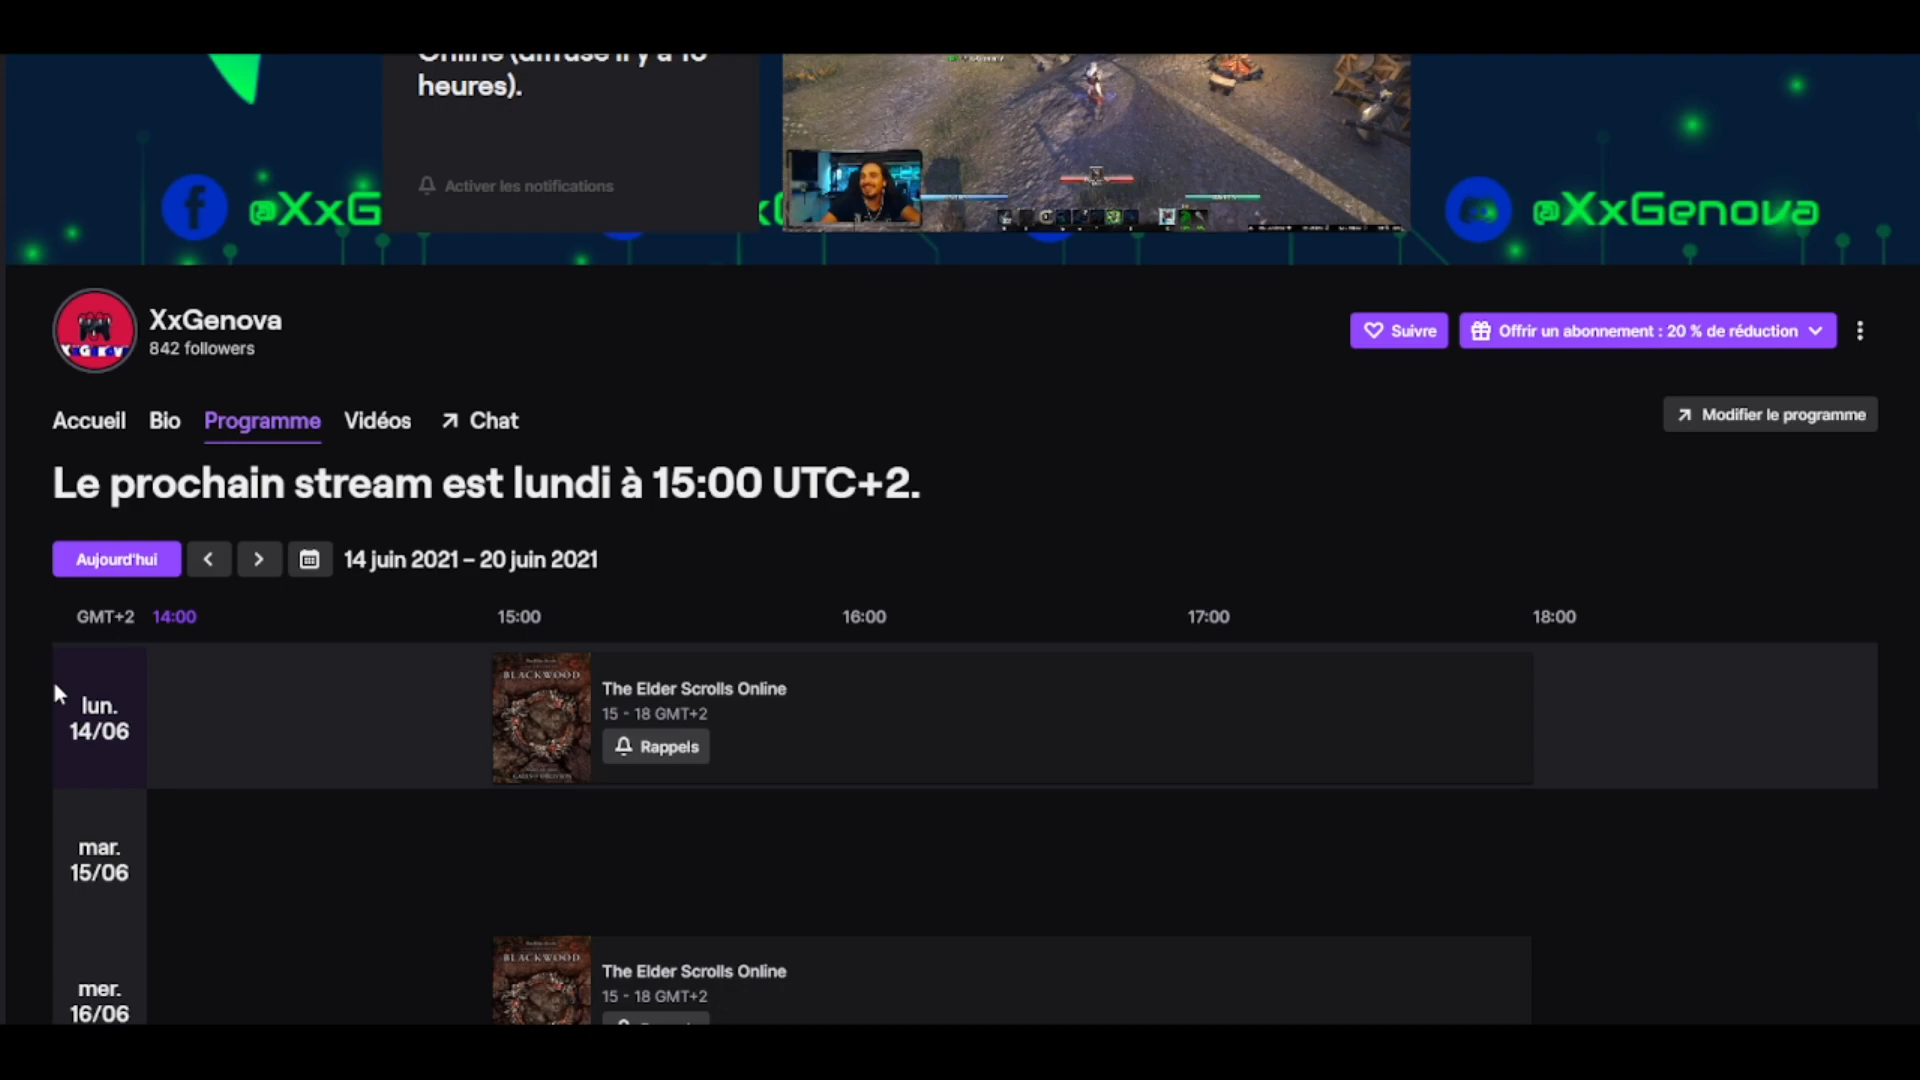 heures).
Activer les notifications
@XxG
@XxGenova
XxGenova
842 followers
Suivre
Offrir un abonnement : 20 % de réduction
Accueil
Bio
Programme
Vidéos
Chat
Modifier le programme
Le prochain stream est lundi à 15:00 UTC+2.
Aujourd'hui
14 juin 2021 – 20 juin 2021
GMT+2
14:00
15:00
16:00
17:00
18:00
lun.
14/06
BLACKWOOD
The Elder Scrolls Online
15 - 18 GMT+2
Rappels
mar.
15/06
mer.
16/06
BLACKWOOD
The Elder Scrolls Online
15 - 18 GMT+2